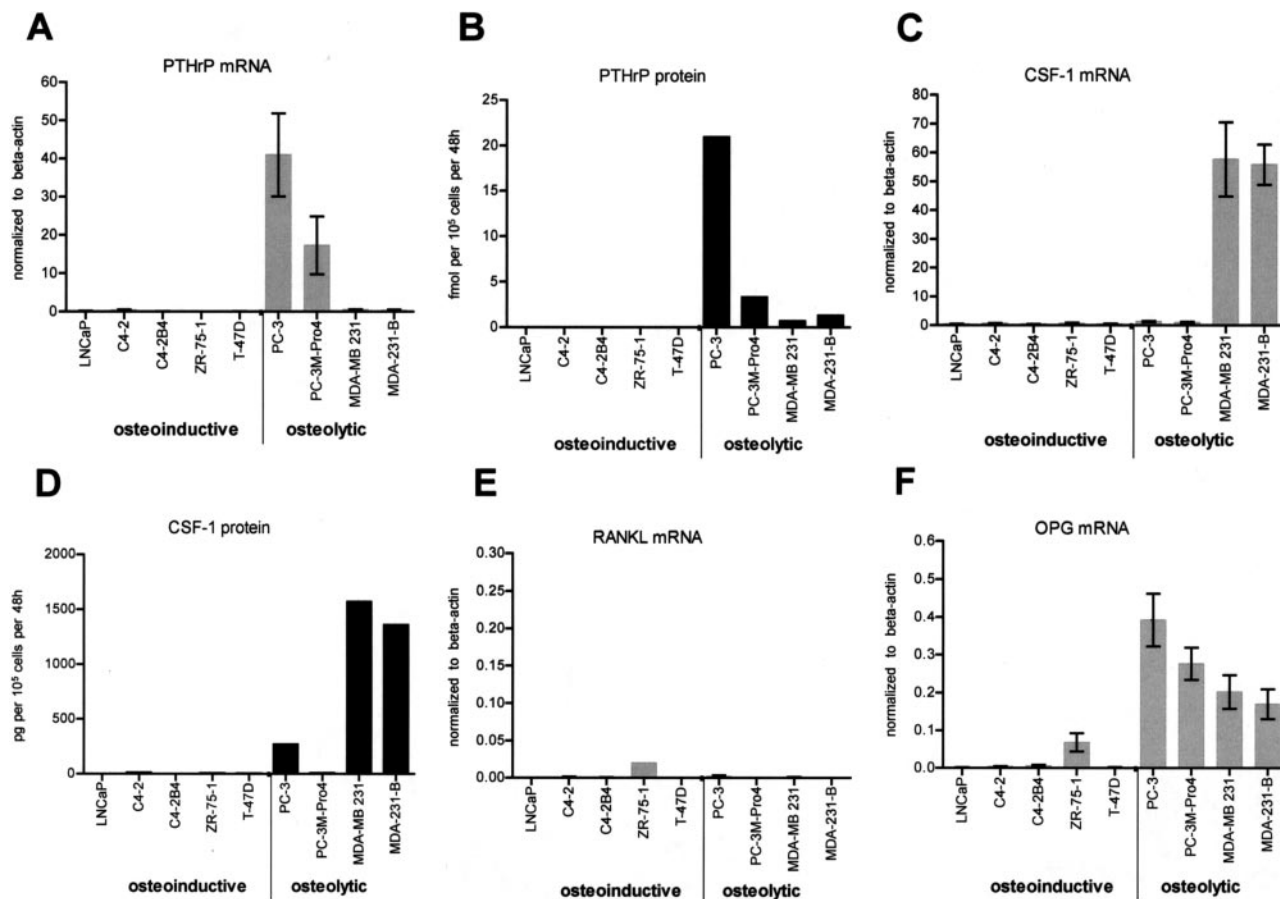 A
PTHrP mRNA
normalized to beta-actin
60
50
40
30
20
10
0
LNCaP
C4-2
C4-2B4
ZR-75-1
T-47D
PC-3
PC-3M-Pro4
MDA-MB 231
MDA-231-B
osteoinductive
osteolytic
B
PTHrP protein
fmol per 10⁵ cells per 48h
25
20
15
10
5
0
LNCaP
C4-2
C4-2B4
ZR-75-1
T-47D
PC-3
PC-3M-Pro4
MDA-MB 231
MDA-231-B
osteoinductive
osteolytic
C
CSF-1 mRNA
normalized to beta-actin
80
70
60
50
40
30
20
10
0
LNCaP
C4-2
C4-2B4
ZR-75-1
T-47D
PC-3
PC-3M-Pro4
MDA-MB 231
MDA-231-B
osteoinductive
osteolytic
D
CSF-1 protein
pg per 10⁵ cells per 48h
2000
1500
1000
500
0
LNCaP
C4-2
C4-2B4
ZR-75-1
T-47D
PC-3
PC-3M-Pro4
MDA-MB 231
MDA-231-B
osteoinductive
osteolytic
E
RANKL mRNA
normalized to beta-actin
0.30
0.25
0.20
0.15
0.10
0.05
0.00
LNCaP
C4-2
C4-2B4
ZR-75-1
T-47D
PC-3
PC-3M-Pro4
MDA-MB 231
MDA-231-B
osteoinductive
osteolytic
F
OPG mRNA
normalized to beta-actin
0.6
0.5
0.4
0.3
0.2
0.1
0.0
LNCaP
C4-2
C4-2B4
ZR-75-1
T-47D
PC-3
PC-3M-Pro4
MDA-MB 231
MDA-231-B
osteoinductive
osteolytic